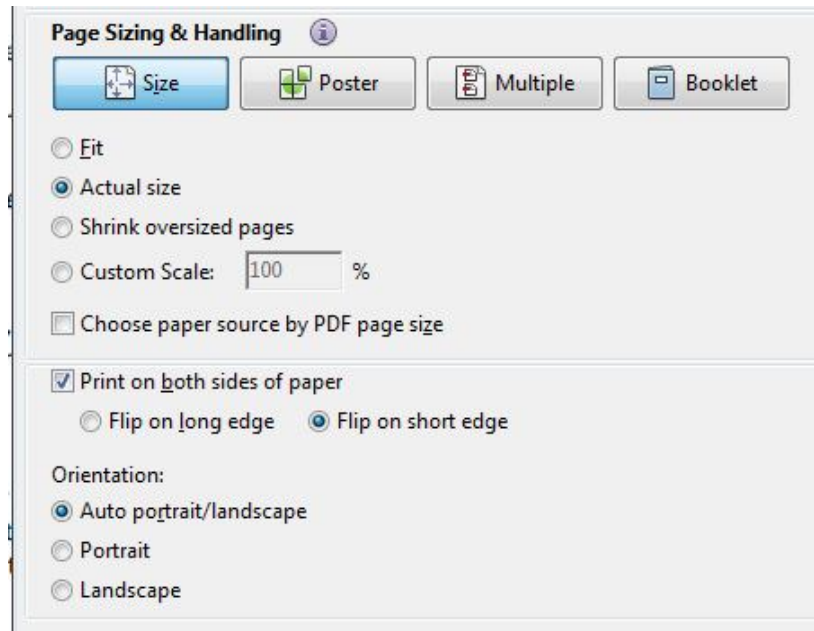 Page Sizing & Handling
Size Poster Multiple Booklet
Fit
Actual size
Shrink oversized pages
Custom Scale: 100 %
Choose paper source by PDF page size
Print on both sides of paper
Flip on long edge Flip on short edge
Orientation:
Auto portrait/landscape
Portrait
Landscape